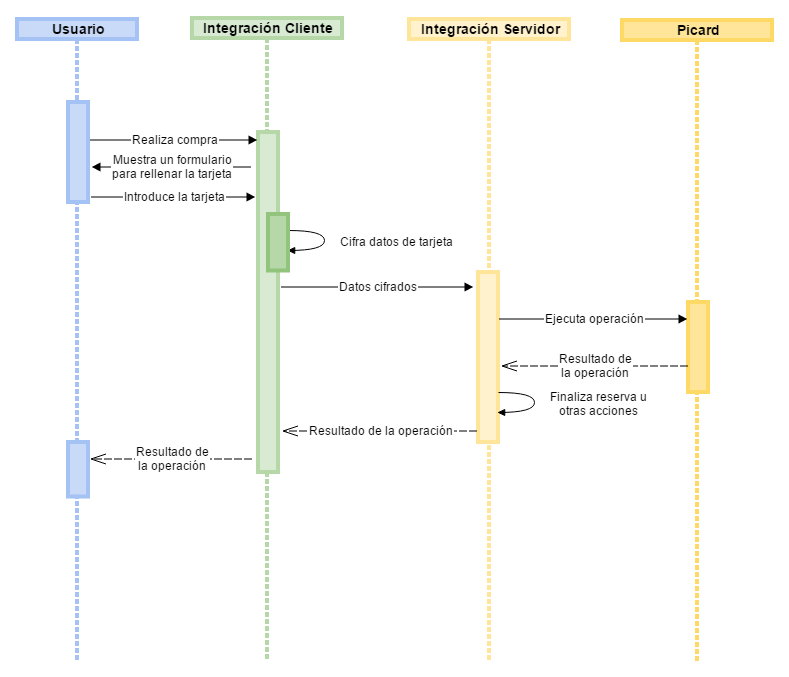 Usuario
Integración Cliente
Integración Servidor
Picard
Realiza compra
Muestra un formulario
para rellenar la tarjeta
Introduce la tarjeta
Cifra datos de tarjeta
Datos cifrados
Ejecuta operación
Resultado de
la operación
Finaliza reserva u
otras acciones
Resultado de la operación
Resultado de
la operación